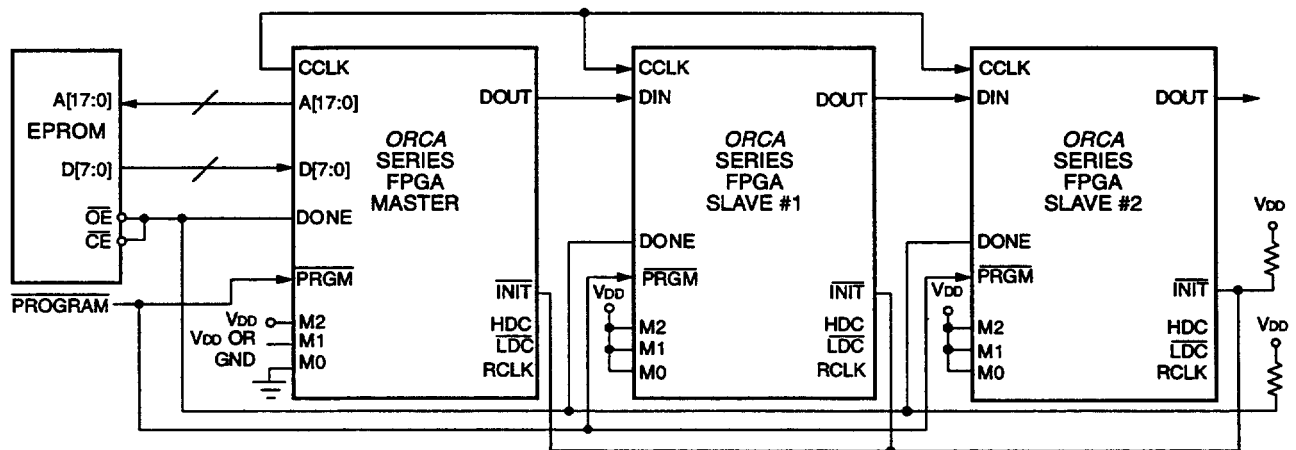 A[17:0]
EPROM
D[7:0]
OE
CE
PROGRAM
CCLK
A[17:0]
DOUT
ORCA
SERIES
FPGA
MASTER
D[7:0]
DONE
PRGM
INIT
VDD
M2
HDC
VDD OR
M1
LDC
GND
M0
RCLK
CCLK
DIN
DOUT
ORCA
SERIES
FPGA
SLAVE #1
DONE
PRGM
VDD
INIT
M2
HDC
M1
LDC
M0
RCLK
CCLK
DIN
DOUT
ORCA
SERIES
FPGA
SLAVE #2
DONE
PRGM
VDD
INIT
M2
HDC
M1
LDC
M0
RCLK
VDD
VDD